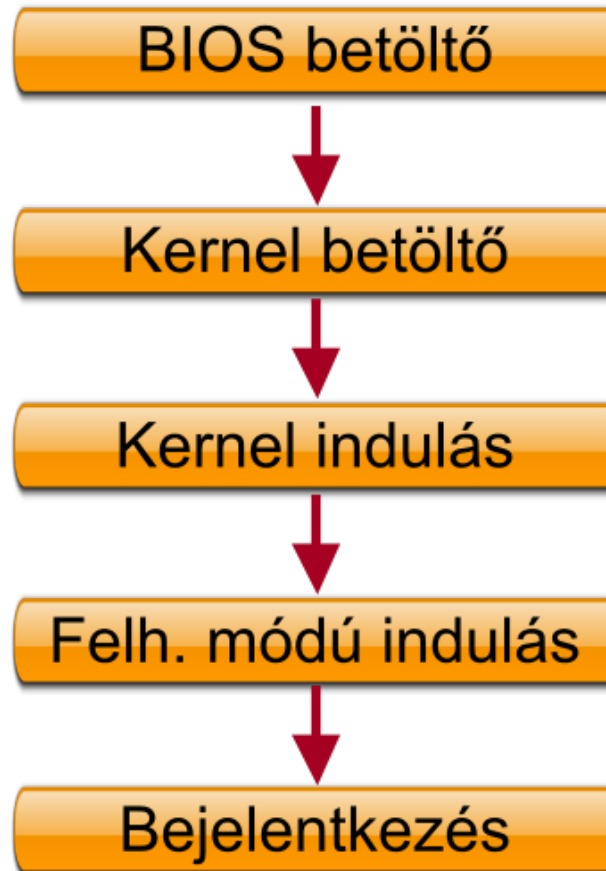 BIOS betöltő
Kernel betöltő
Kernel indulás
Felh. módú indulás
Bejelentkezés